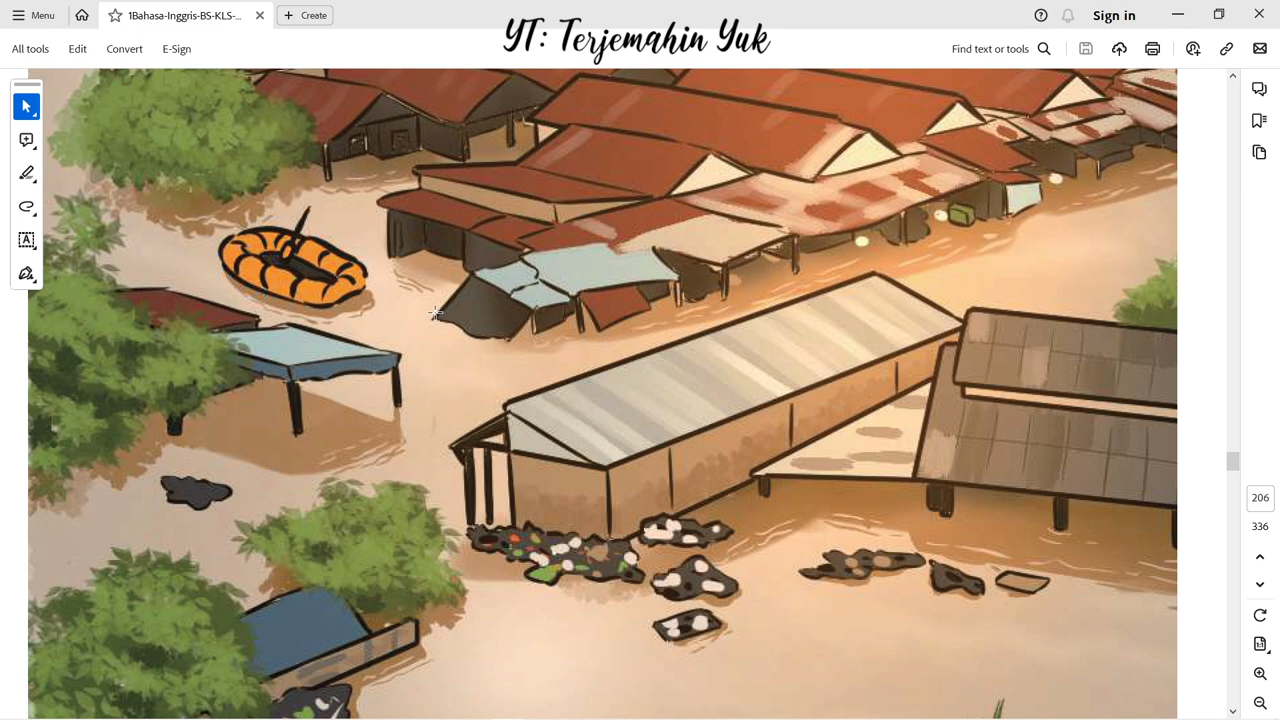 Menu
1Bahasa-Inggris-BS-KLS-...
Create
Sign in
YT: Terjemahin Yuk
All tools
Edit
Convert
E-Sign
Find text or tools
A
206
336